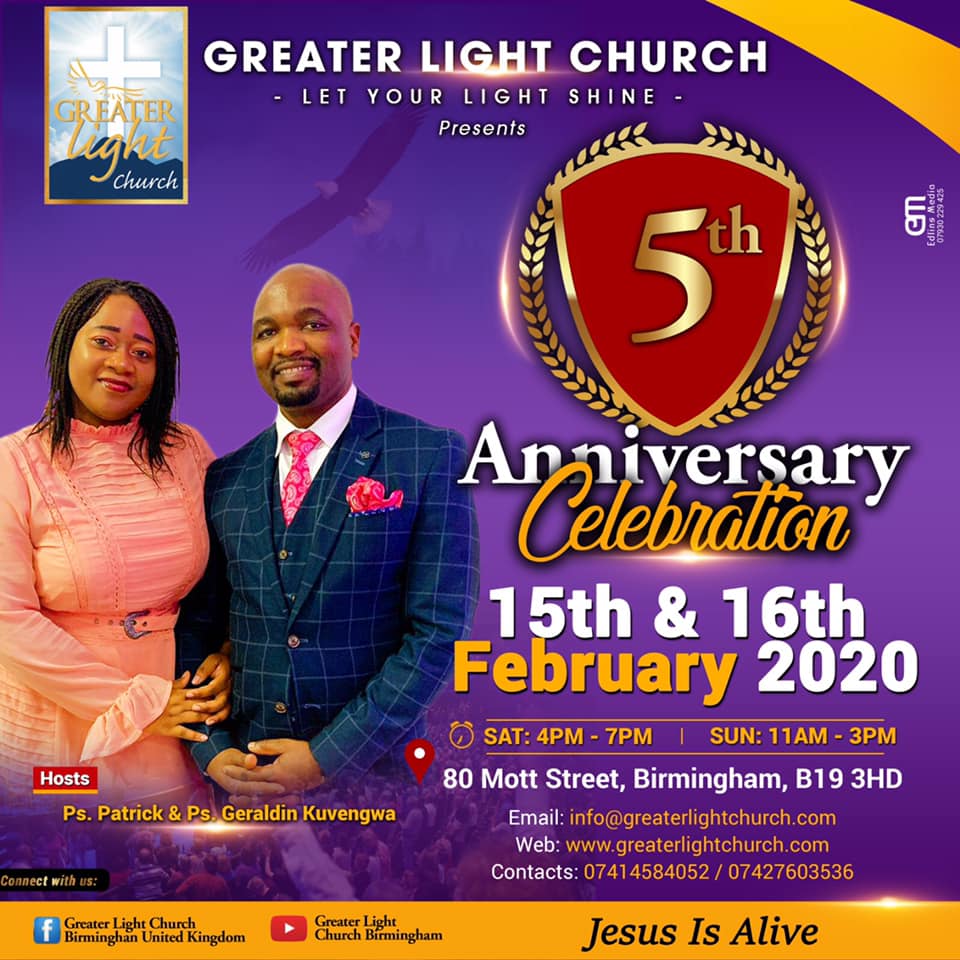 GREATER
light
Church
GREATER LIGHT CHURCH
- LET YOUR LIGHT SHINE -
Presents
5th
Edlins Media
07930 229 425
Anniversary
Celebration
15th & 16th
February 2020
SAT: 4PM - 7PM | SUN: 11AM - 3PM
80 Mott Street, Birmingham, B19 3HD
Hosts
Ps. Patrick & Ps. Geraldin Kuvengwa
Email: info@greaterlightchurch.com
Web: www.greaterlightchurch.com
Contacts: 07414584052 / 07427603536
Connect with us:
Greater Light Church
Birminghan United Kingdom
Greater Light
Church Birmingham
Jesus Is Alive